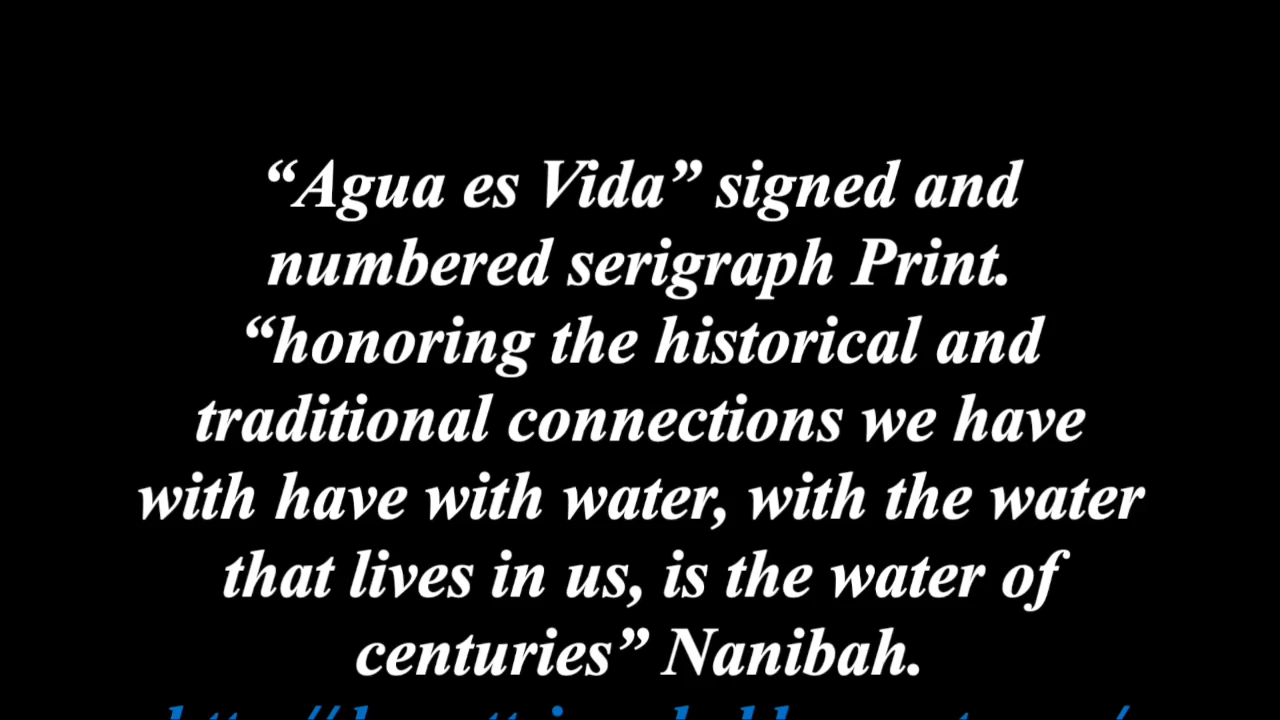 “Agua es Vida” signed and
numbered serigraph Print.
“honoring the historical and
traditional connections we have
with have with water, with the water
that lives in us, is the water of
centuries” Nanibah.